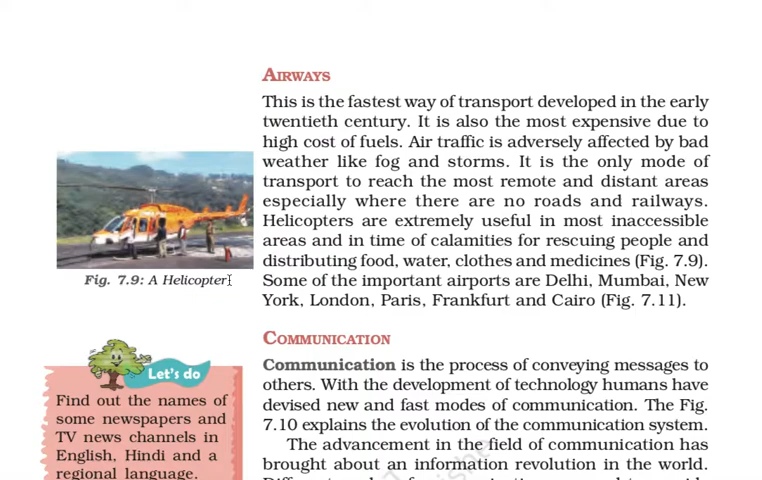 AIRWAYS
This is the fastest way of transport developed in the early
twentieth century. It is also the most expensive due to
high cost of fuels. Air traffic is adversely affected by bad
weather like fog and storms. It is the only mode of
transport to reach the most remote and distant areas
especially where there are no roads and railways.
Helicopters are extremely useful in most inaccessible
areas and in time of calamities for rescuing people and
distributing food, water, clothes and medicines (Fig. 7.9).
Some of the important airports are Delhi, Mumbai, New
York, London, Paris, Frankfurt and Cairo (Fig. 7.11).
Fig. 7.9: A Helicopter
COMMUNICATION
Communication is the process of conveying messages to
others. With the development of technology humans have
devised new and fast modes of communication. The Fig.
7.10 explains the evolution of the communication system.
The advancement in the field of communication has
brought about an information revolution in the world.
Let's do
Find out the names of
some newspapers and
TV news channels in
English, Hindi and a
regional language.